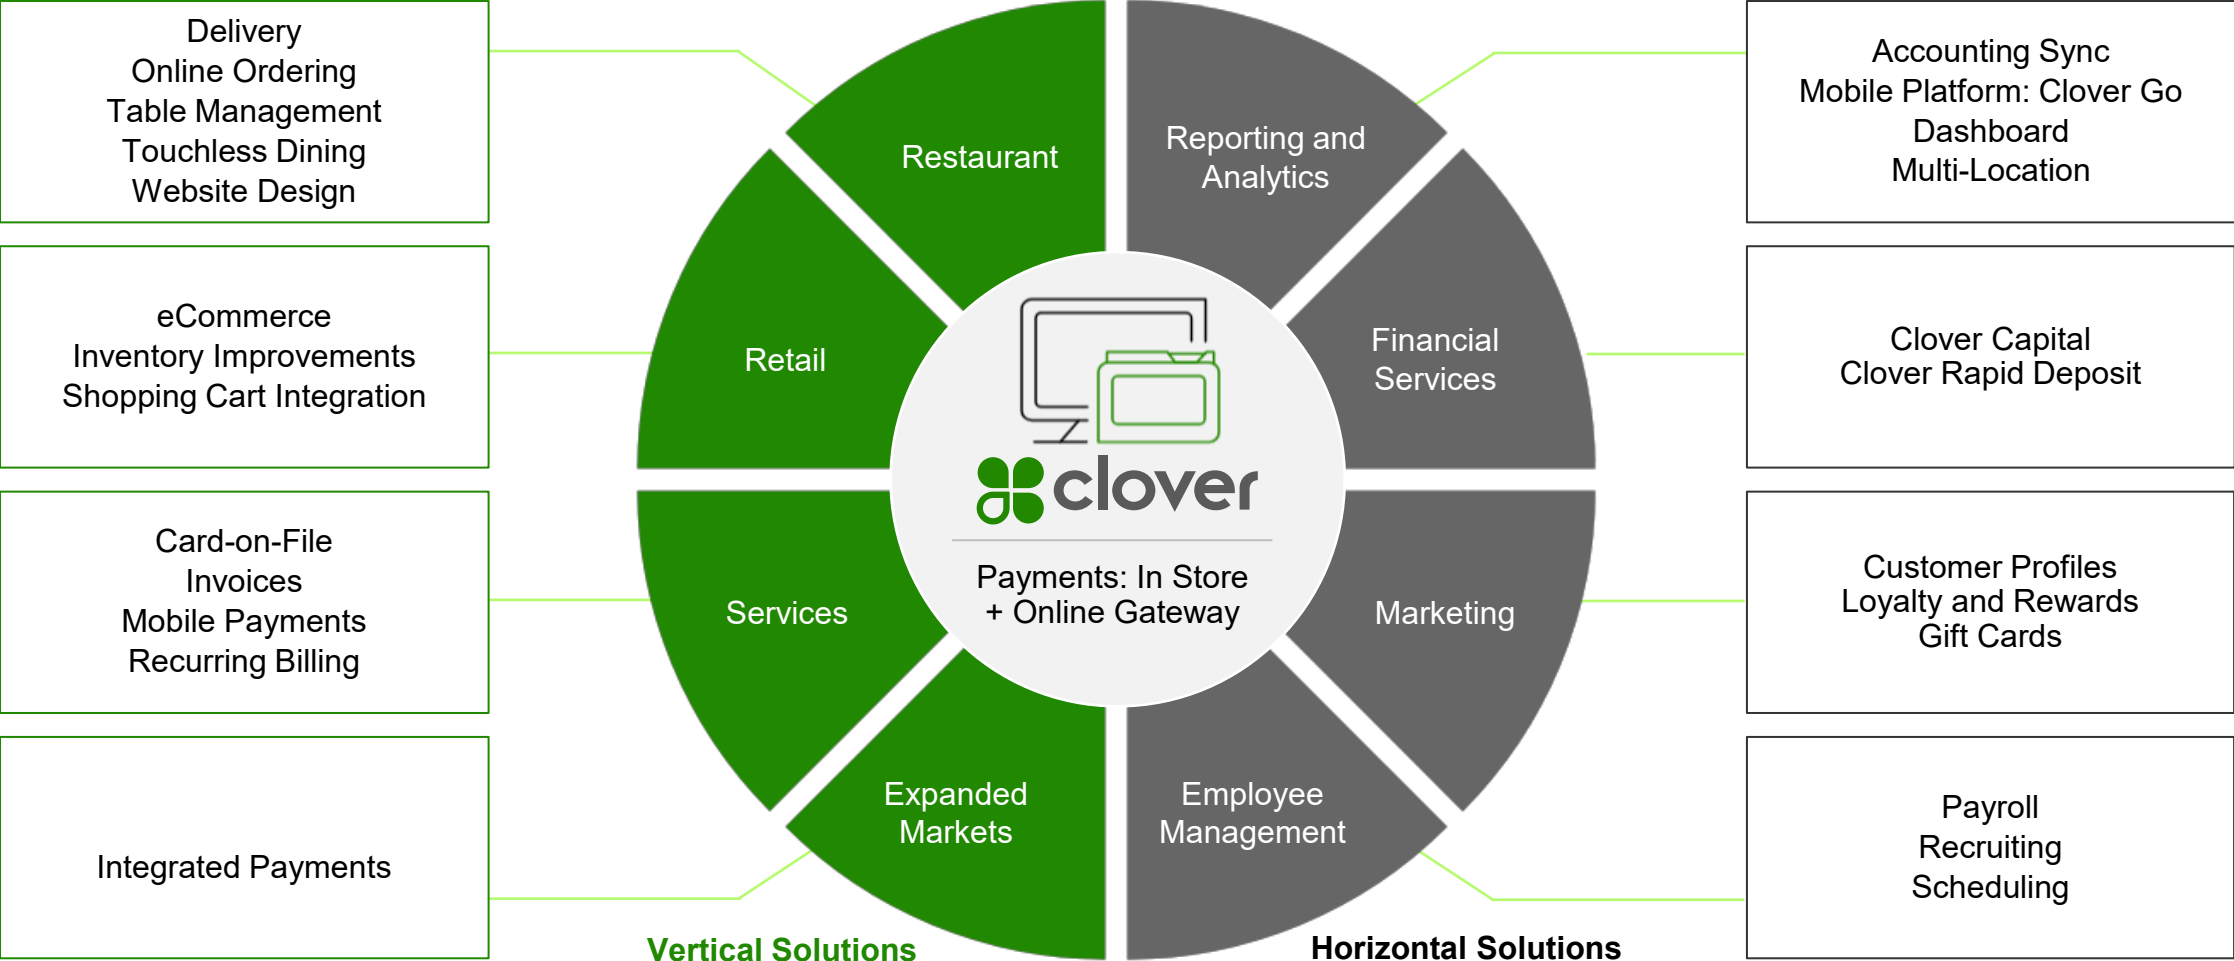 Delivery
Online Ordering
Table Management
Touchless Dining
Website Design
eCommerce
Inventory Improvements
Shopping Cart Integration
Card-on-File
Invoices
Mobile Payments
Recurring Billing
Integrated Payments
Restaurant
Retail
Services
Expanded
Markets
Vertical Solutions
clover
Payments: In Store
+ Online Gateway
Reporting and
Analytics
Financial
Services
Marketing
Employee
Management
Horizontal Solutions
Accounting Sync
Mobile Platform: Clover Go
Dashboard
Multi-Location
Clover Capital
Clover Rapid Deposit
Customer Profiles
Loyalty and Rewards
Gift Cards
Payroll
Recruiting
Scheduling